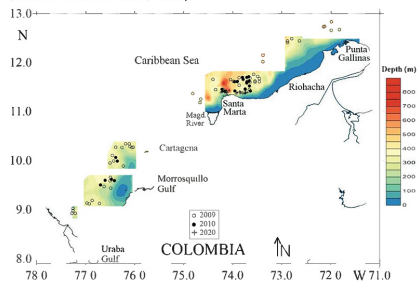 13.0
N
12.0
11.0
10.0
9.0
8.0
Caribbean Sea
Punta
Gallinas
Riohacha
Santa
Marta
Magd.
River
Cartagena
Morrosquillo
Gulf
Uraba
Gulf
2009
2010
2020
COLOMBIA
N
78.0 77.0 76.0 75.0 74.0 73.0 72.0 W 71.0
Depth (m)
800
700
600
500
400
300
200
100
0